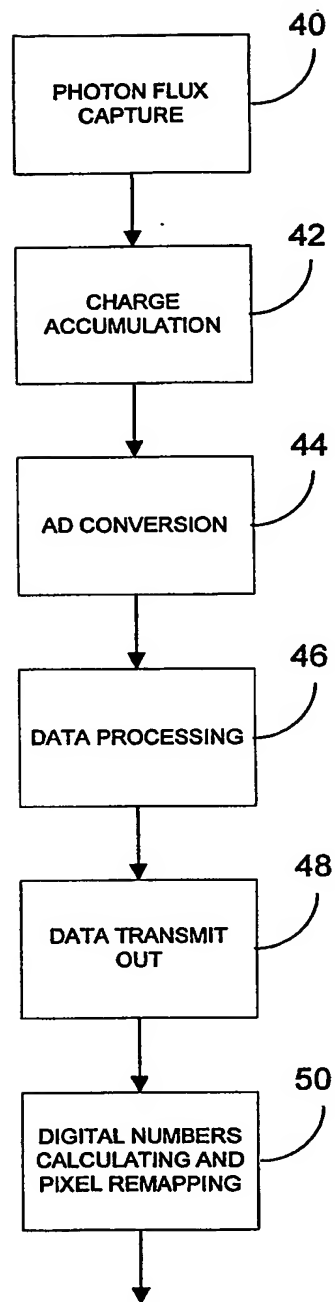 40
PHOTON FLUX
CAPTURE
42
CHARGE
ACCUMULATION
44
AD CONVERSION
46
DATA PROCESSING
48
DATA TRANSMIT
OUT
50
DIGITAL NUMBERS
CALCULATING AND
PIXEL REMAPPING